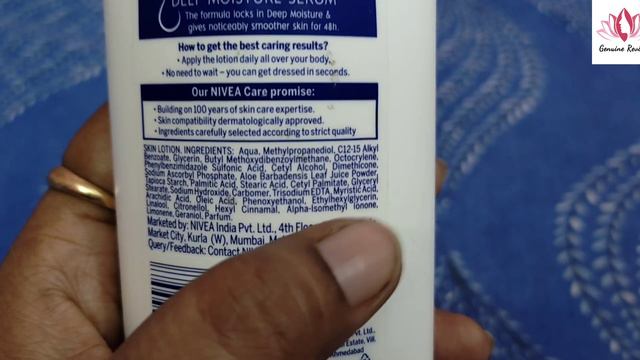 DEEP MOISTURE SERUM
The formula locks in Deep Moisture &
gives noticeably smoother skin for 48h.
How to get the best caring results?
• Apply the lotion daily all over your body.
• No need to wait – you can get dressed in seconds.
Our NIVEA Care promise:
• Building on 100 years of skin care expertise.
• Skin compatibility dermatologically approved.
• Ingredients carefully selected according to strict quality
SKIN LOTION. INGREDIENTS: Aqua, Methylpropanediol, C12-15 Alkyl
Benzoate, Glycerin, Butyl Methoxydibenzoylmethane, Octocrylene,
Phenylbenzimidazole Sulfonic Acid, Cetyl Alcohol, Dimethicone,
Sodium Ascorbyl Phosphate, Aloe Barbadensis Leaf Juice Powder,
Tapioca Starch, Palmitic Acid, Stearic Acid, Cetyl Palmitate, Glyceryl
Stearate, Sodium Hydroxide, Carbomer, Trisodium EDTA, Myristic Acid,
Arachidic Acid, Oleic Acid, Phenoxyethanol, Ethylhexylglycerin,
Linalool, Citronellol, Hexyl Cinnamal, Alpha-Isomethyl Ionone,
Limonene, Geraniol, Parfum.
Marketed by: NIVEA India Pvt. Ltd., 4th
Market City, Kurla (W), Mumbai,
Query/Feedback: Contact
Genuine